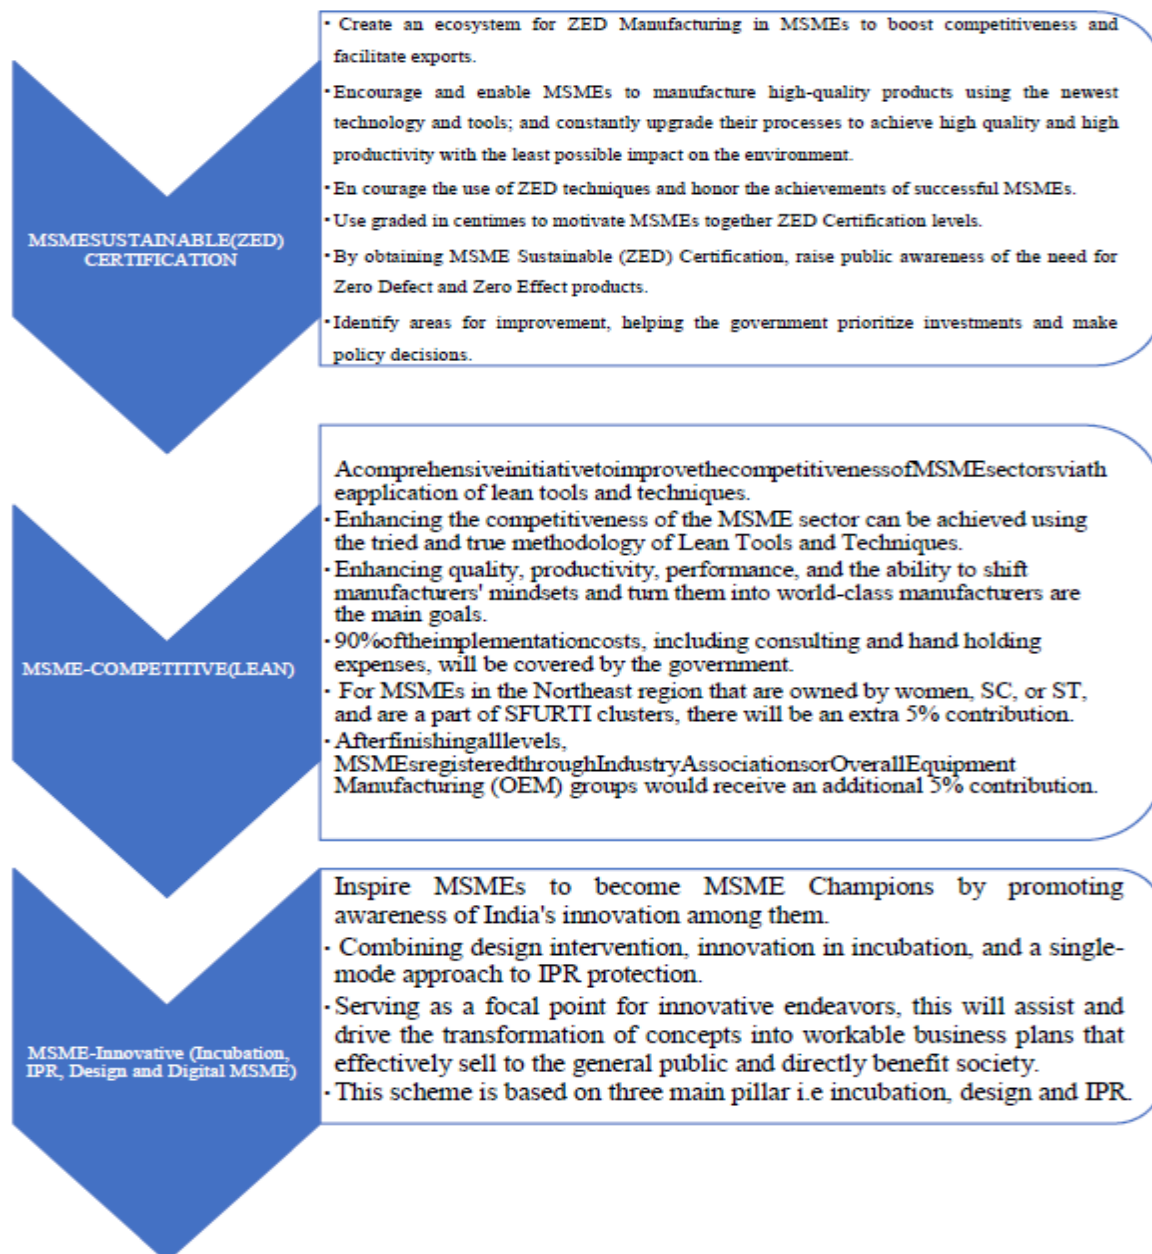 MSMESUSTAINABLE(ZED)
CERTIFICATION
· Create an ecosystem for ZED Manufacturing in MSMEs to boost competitiveness and
facilitate exports.
· Encourage and enable MSMEs to manufacture high-quality products using the newest
technology and tools; and constantly upgrade their processes to achieve high quality and high
productivity with the least possible impact on the environment.
· En courage the use of ZED techniques and honor the achievements of successful MSMEs.
· Use graded in centimes to motivate MSMEs together ZED Certification levels.
· By obtaining MSME Sustainable (ZED) Certification, raise public awareness of the need for
Zero Defect and Zero Effect products.
· Identify areas for improvement, helping the government prioritize investments and make
policy decisions.
MSME-COMPETITIVE(LEAN)
AcomprehensiveinitiativetoimprovethecompetitivenessofMSMEsectorsviath
eapplication of lean tools and techniques.
· Enhancing the competitiveness of the MSME sector can be achieved using
the tried and true methodology of Lean Tools and Techniques.
· Enhancing quality, productivity, performance, and the ability to shift
manufacturers' mindsets and turn them into world-class manufacturers are
the main goals.
· 90%oftheimplementationcosts, including consulting and hand holding
expenses, will be covered by the government.
· For MSMEs in the Northeast region that are owned by women, SC, or ST,
and are a part of SFURTI clusters, there will be an extra 5% contribution.
· Afterfinishingalllevels,
MSMEsregisteredthroughIndustryAssociationsorOverallEquipment
Manufacturing (OEM) groups would receive an additional 5% contribution.
MSME-Innovative (Incubation,
IPR, Design and Digital MSME)
Inspire MSMEs to become MSME Champions by promoting
awareness of India's innovation among them.
· Combining design intervention, innovation in incubation, and a single-
mode approach to IPR protection.
· Serving as a focal point for innovative endeavors, this will assist and
drive the transformation of concepts into workable business plans that
effectively sell to the general public and directly benefit society.
· This scheme is based on three main pillar i.e incubation, design and IPR.